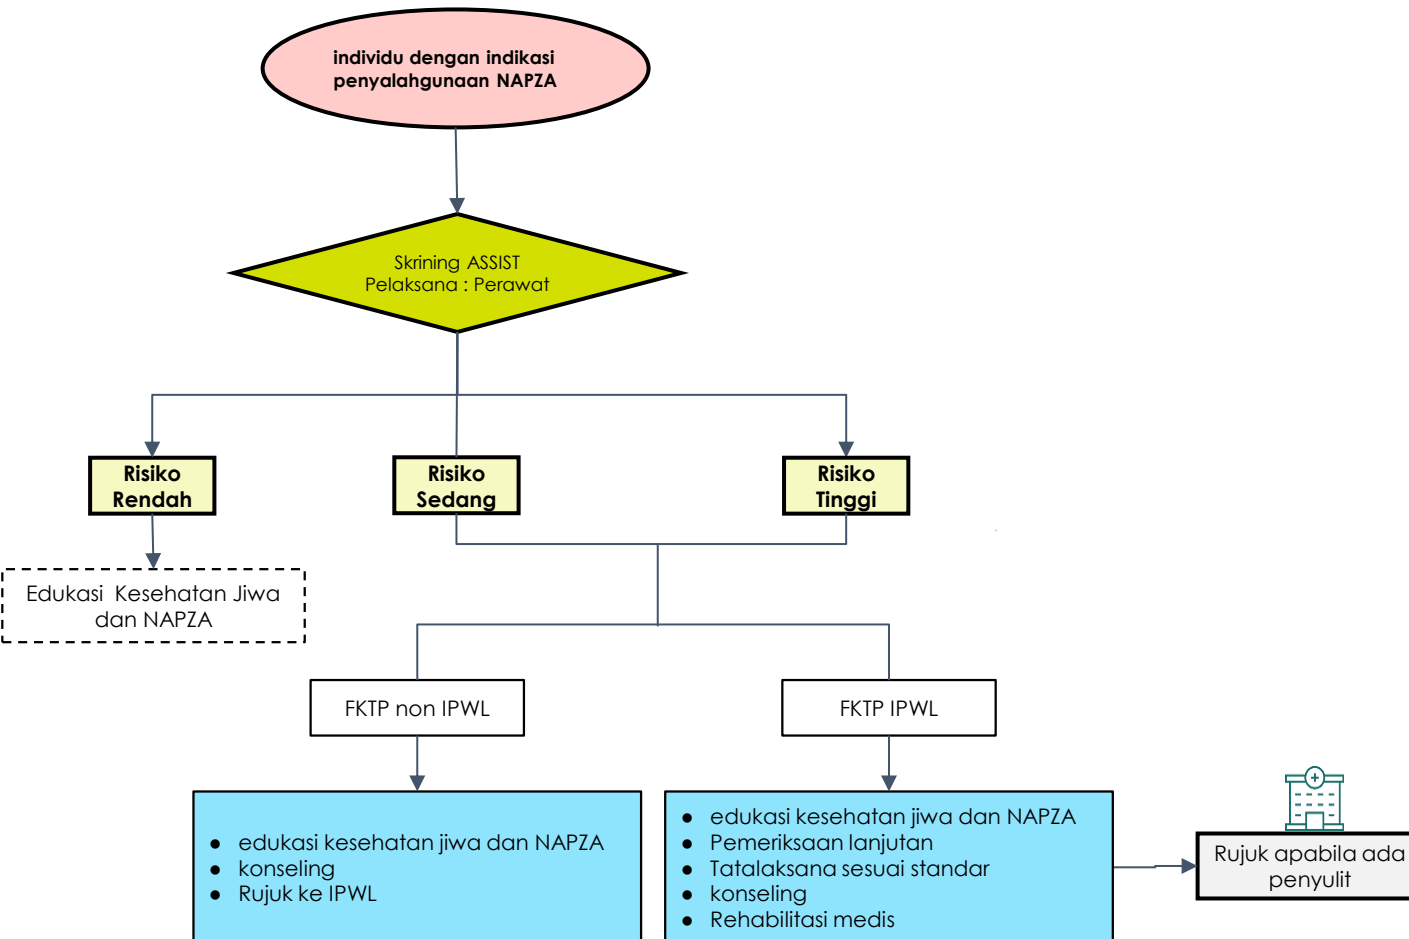 individu dengan indikasi
penyalahgunaan NAPZA
Skrining ASSIST
Pelaksana : Perawat
Risiko
Rendah
Risiko
Sedang
Risiko
Tinggi
Edukasi Kesehatan Jiwa
dan NAPZA
FKTP non IPWL
FKTP IPWL
● edukasi kesehatan jiwa dan NAPZA
● konseling
● Rujuk ke IPWL
● edukasi kesehatan jiwa dan NAPZA
● Pemeriksaan lanjutan
● Tatalaksana sesuai standar
● konseling
● Rehabilitasi medis
Rujuk apabila ada
penyulit